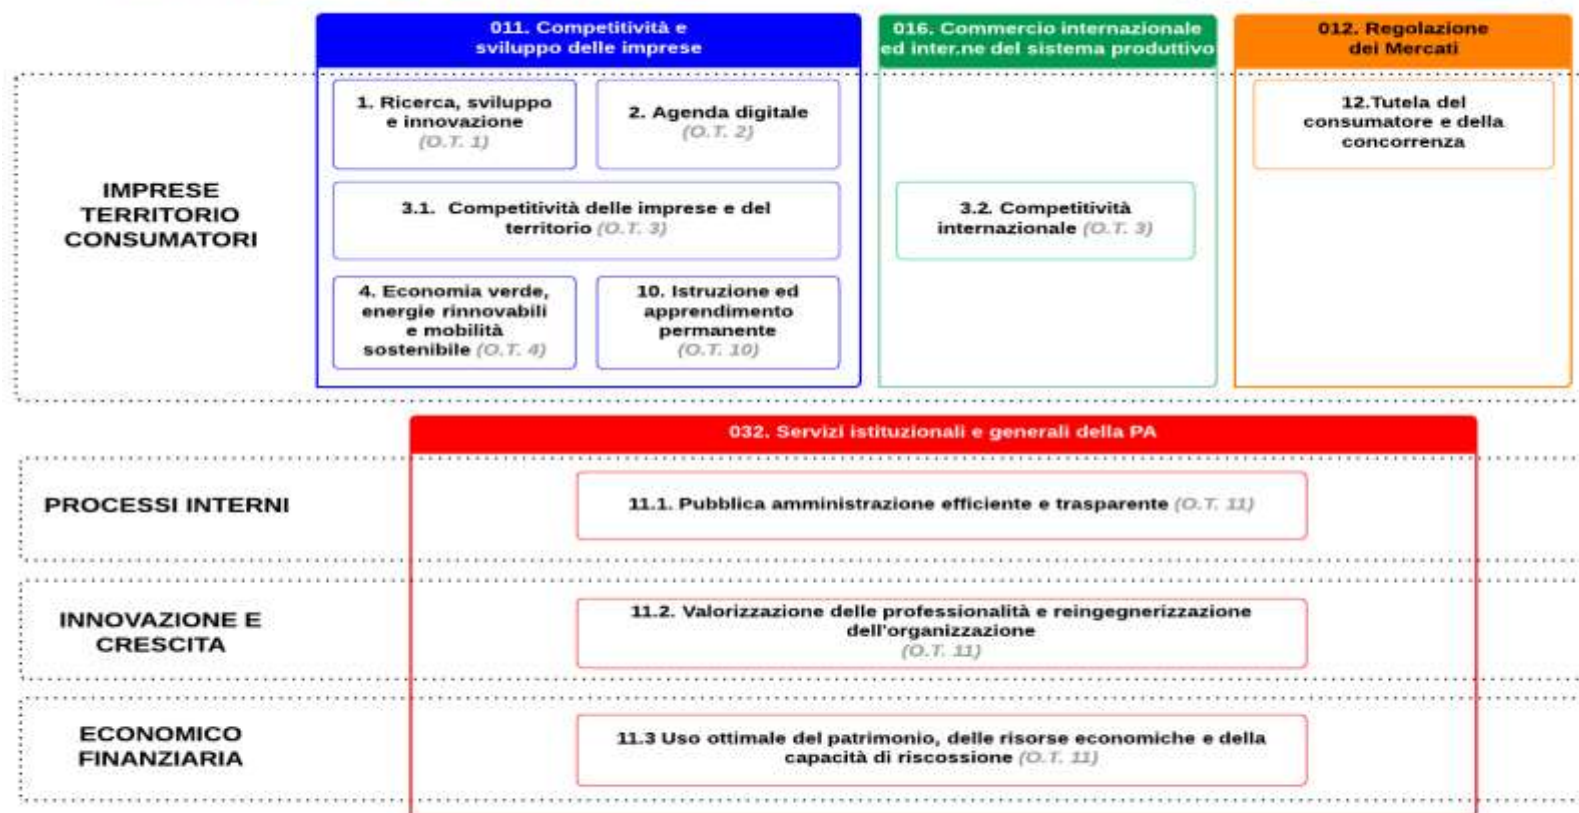 011. Competitività e
sviluppo delle imprese
016. Commercio internazionale
ed inter.ne del sistema produttivo
012. Regolazione
dei Mercati
IMPRESE
TERRITORIO
CONSUMATORI
1. Ricerca, sviluppo
e innovazione
(O.T. 1)
2. Agenda digitale
(O.T. 2)
12.Tutela del
consumatore e della
concorrenza
3.1. Competitività delle imprese e del
territorio (O.T. 3)
3.2. Competitività
internazionale (O.T. 3)
4. Economia verde,
energie rinnovabili
e mobilità
sostenibile (O.T. 4)
10. Istruzione ed
apprendimento
permanente
(O.T. 10)
032. Servizi istituzionali e generali della PA
PROCESSI INTERNI
11.1. Pubblica amministrazione efficiente e trasparente (O.T. 11)
INNOVAZIONE E
CRESCITA
11.2. Valorizzazione delle professionalità e reingegnerizzazione
dell'organizzazione
(O.T. 11)
ECONOMICO
FINANZIARIA
11.3 Uso ottimale del patrimonio, delle risorse economiche e della
capacità di riscossione (O.T. 11)